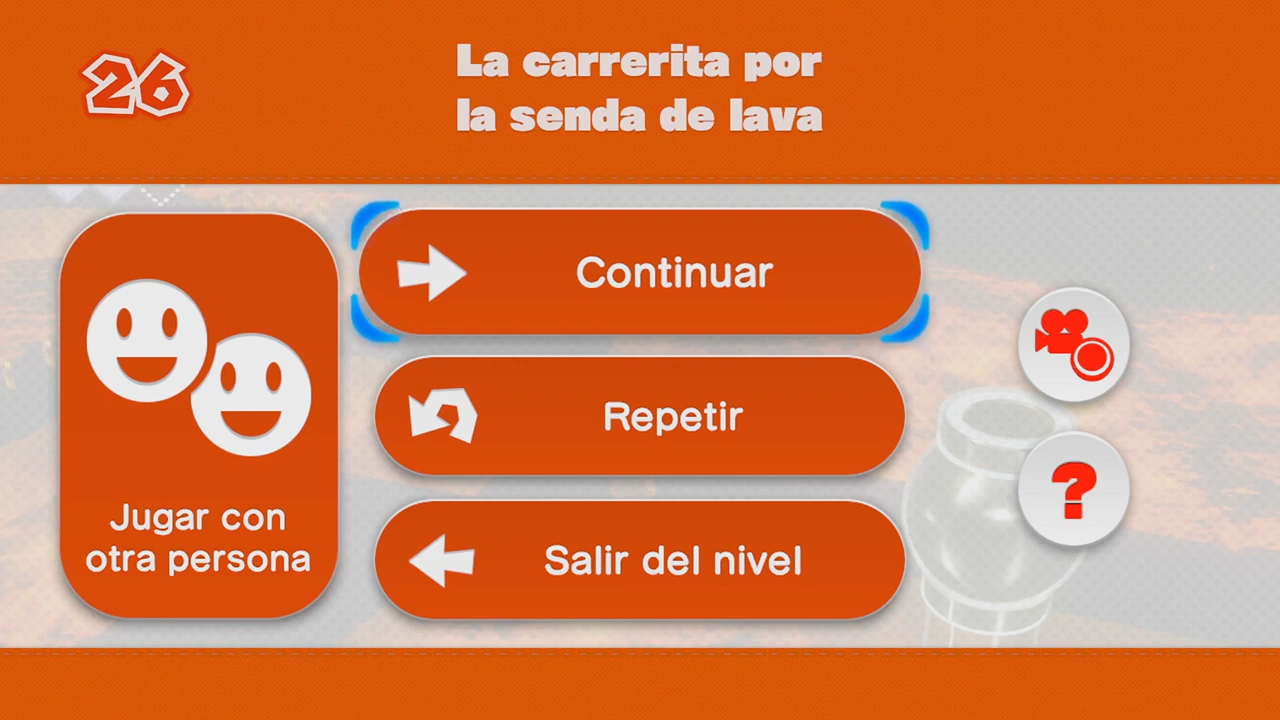 26
La carrerita por
la senda de lava
Jugar con
otra persona
Continuar
Repetir
Salir del nivel
?